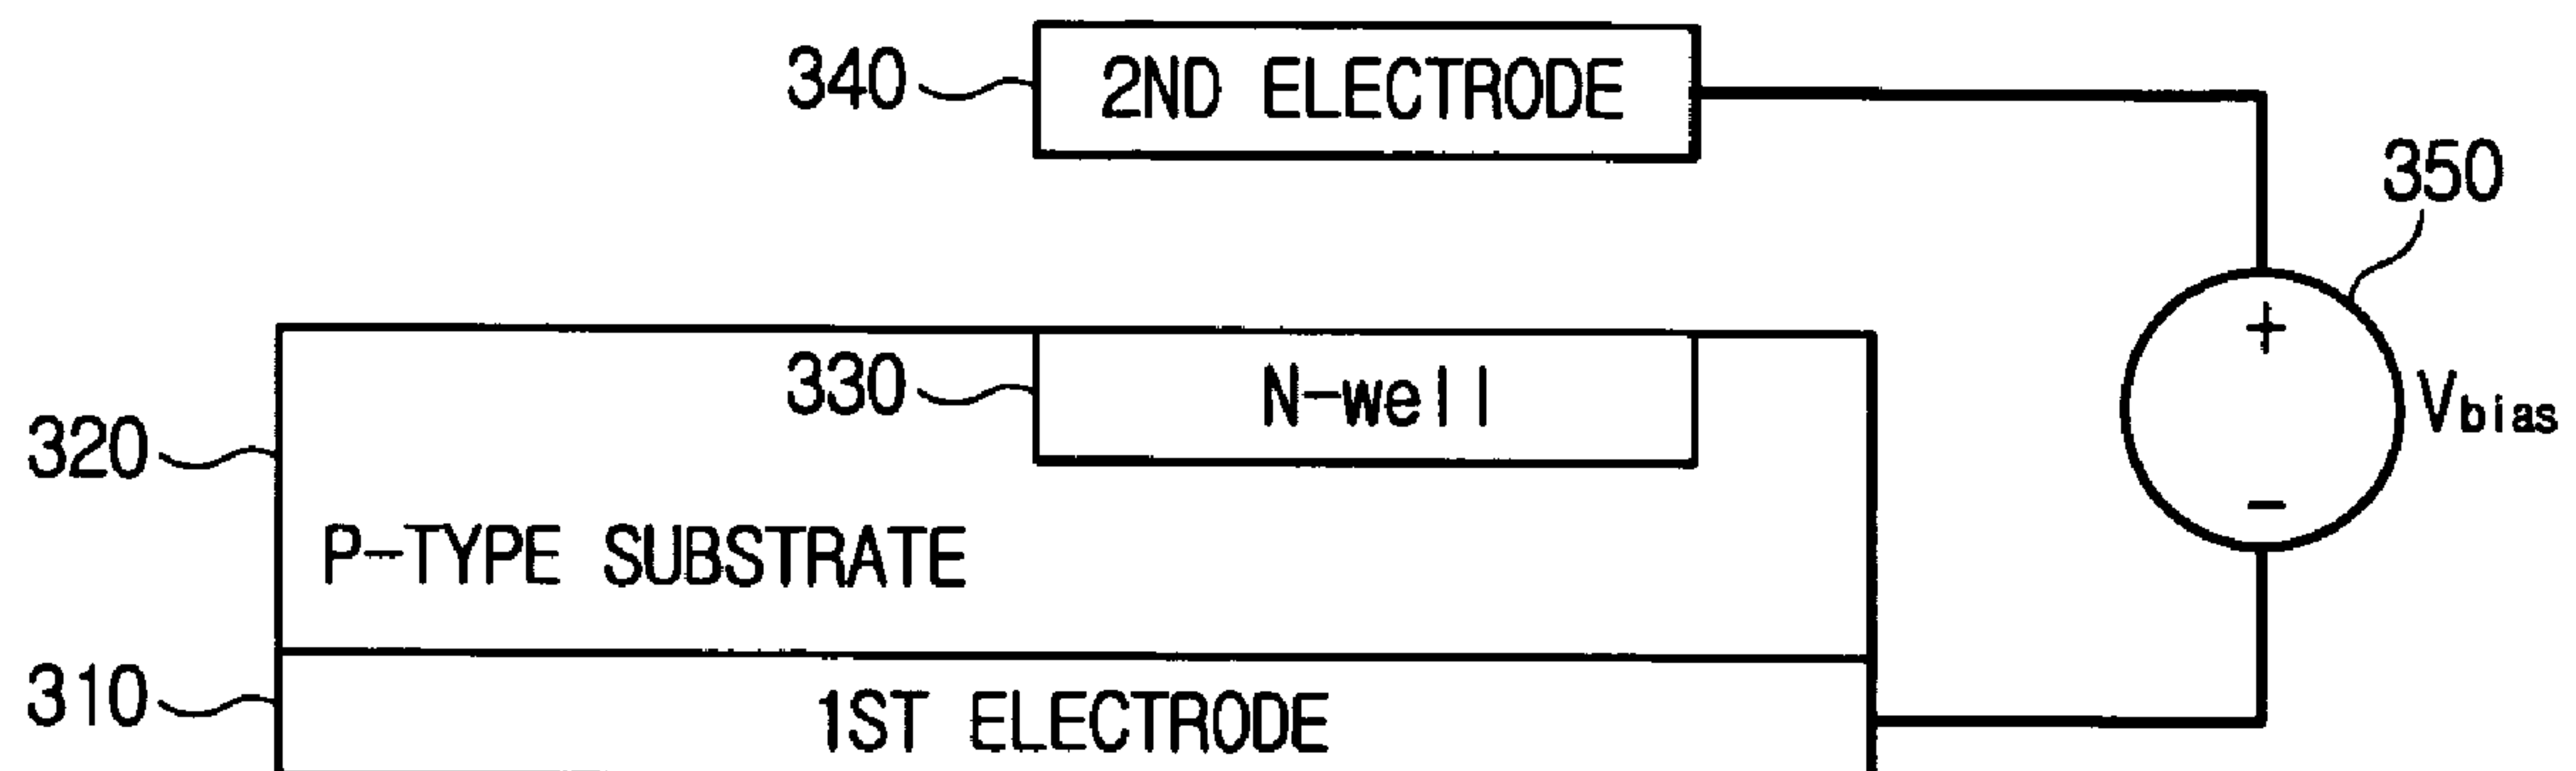 340
2ND ELECTRODE
350
+
330
N-well
Vbias
320
-
P-TYPE SUBSTRATE
310
1ST ELECTRODE